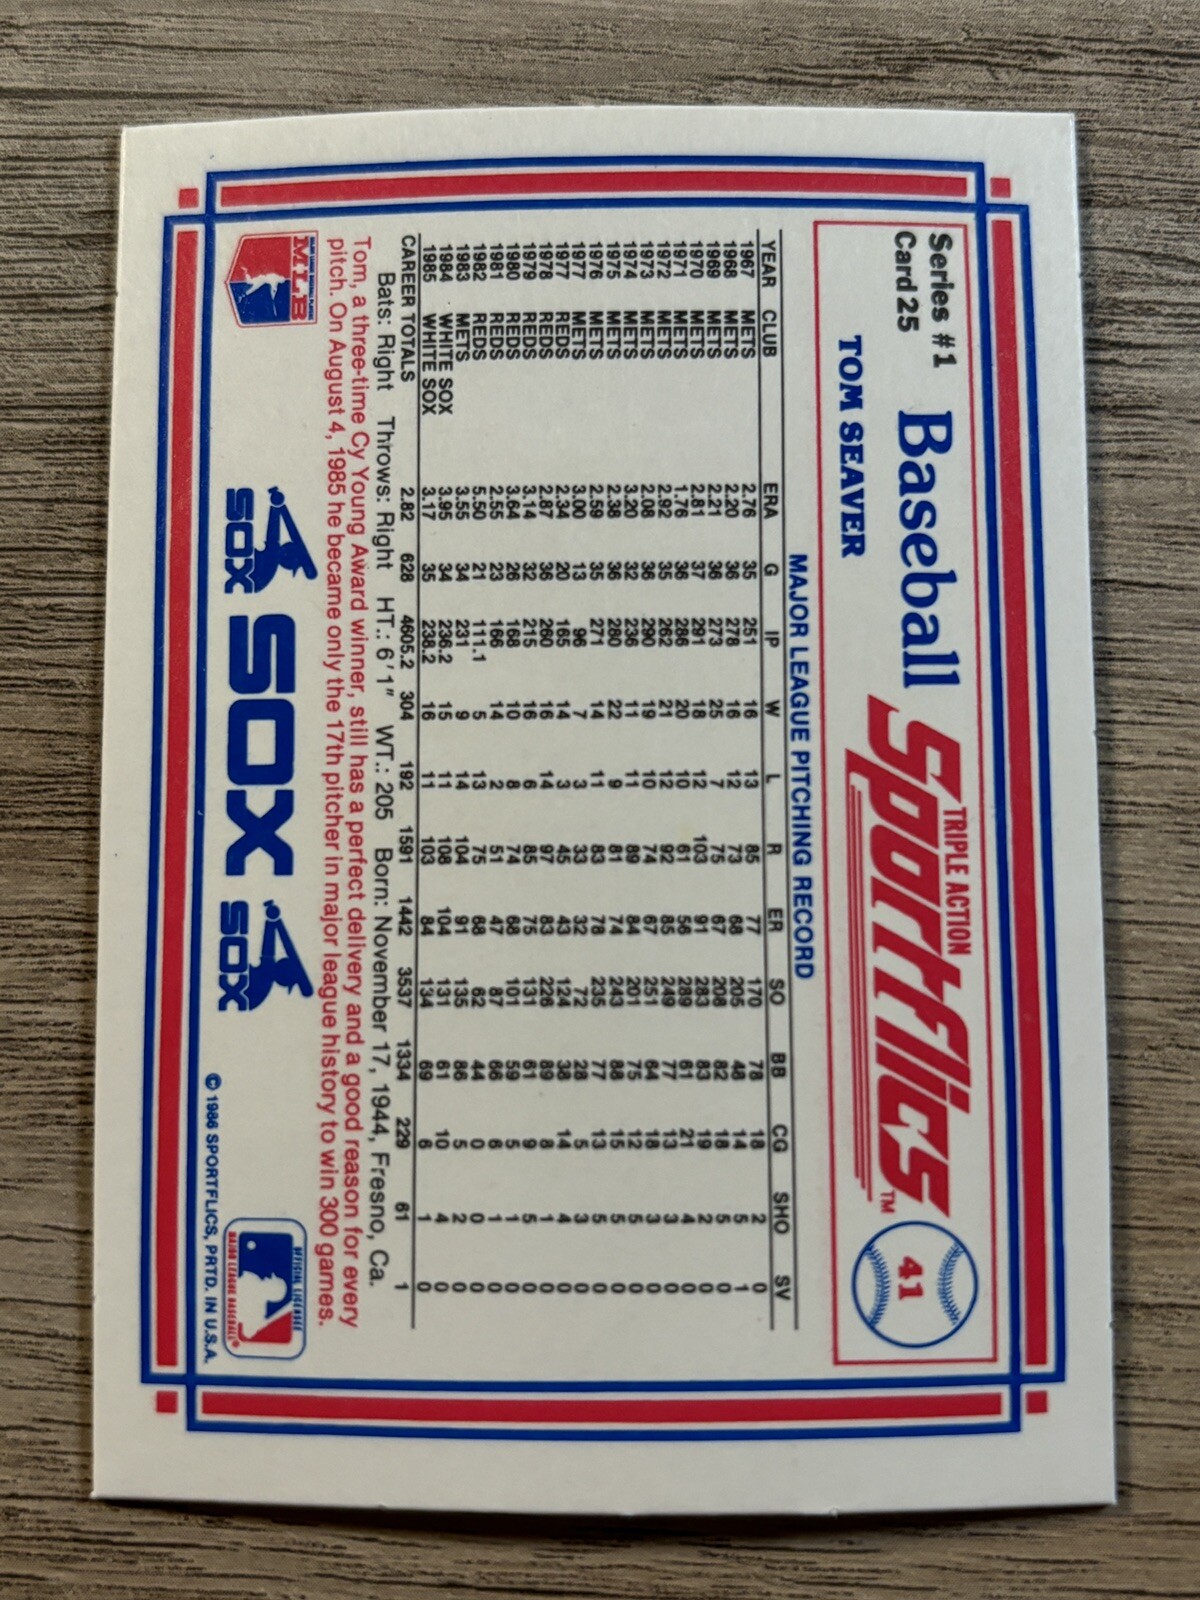 Series #1 Baseball TRIPLE ACTION Sportflics™ 41
Card 25
TOM SEAVER
MAJOR LEAGUE PITCHING RECORD
YEAR CLUB ERA G IP W L R ER SO BB CG SHO SV
1967 METS 2.76 35 251 16 13 85 77 170 78 18 2 0
1968 METS 2.20 36 278 16 12 73 68 205 48 14 5 1
1969 METS 2.21 36 273 25 7 75 67 208 82 18 5 0
1970 METS 2.81 37 291 18 12 103 91 283 83 19 2 0
1971 METS 1.76 36 286 20 10 61 56 289 61 21 4 0
1972 METS 2.92 35 262 21 12 92 85 249 77 13 3 0
1973 METS 2.08 36 290 19 10 74 67 251 64 18 3 0
1974 METS 3.20 32 236 11 11 89 84 201 75 12 5 0
1975 METS 2.38 36 280 22 9 81 74 243 88 15 5 0
1976 METS 2.59 35 271 14 11 83 78 235 77 13 5 0
1977 METS 3.00 13 96 7 3 33 32 72 28 5 3 0
1977 REDS 2.34 20 165 14 3 45 43 124 38 14 4 0
1978 REDS 2.87 36 260 16 14 97 83 226 89 8 1 0
1979 REDS 3.14 32 215 16 6 85 75 131 61 9 5 0
1980 REDS 3.64 26 168 10 8 74 68 101 59 5 1 0
1981 REDS 2.55 23 166 14 2 51 47 87 66 6 1 0
1982 REDS 5.50 21 111.1 5 13 75 68 62 44 0 0 0
1983 METS 3.55 34 231 9 14 104 91 135 86 5 2 0
1984 WHITE SOX 3.95 34 236.2 15 11 108 104 131 61 10 4 0
1985 WHITE SOX 3.17 35 238.2 16 11 103 84 134 69 6 1 0
CAREER TOTALS 2.82 628 4605.2 304 192 1591 1442 3537 1334 229 61 1
Bats: Right Throws: Right HT.: 6'1" WT.: 205 Born: November 17, 1944, Fresno, Ca.
Tom, a three-time Cy Young Award winner, still has a perfect delivery and a good reason for every
pitch. On August 4, 1985 he became only the 17th pitcher in major league history to win 300 games.
MLB
SOX SOX SOX
OFFICIAL LICENSEE
MAJOR LEAGUE BASEBALL®
© 1986 SPORTFLICS, PRTD. IN U.S.A.